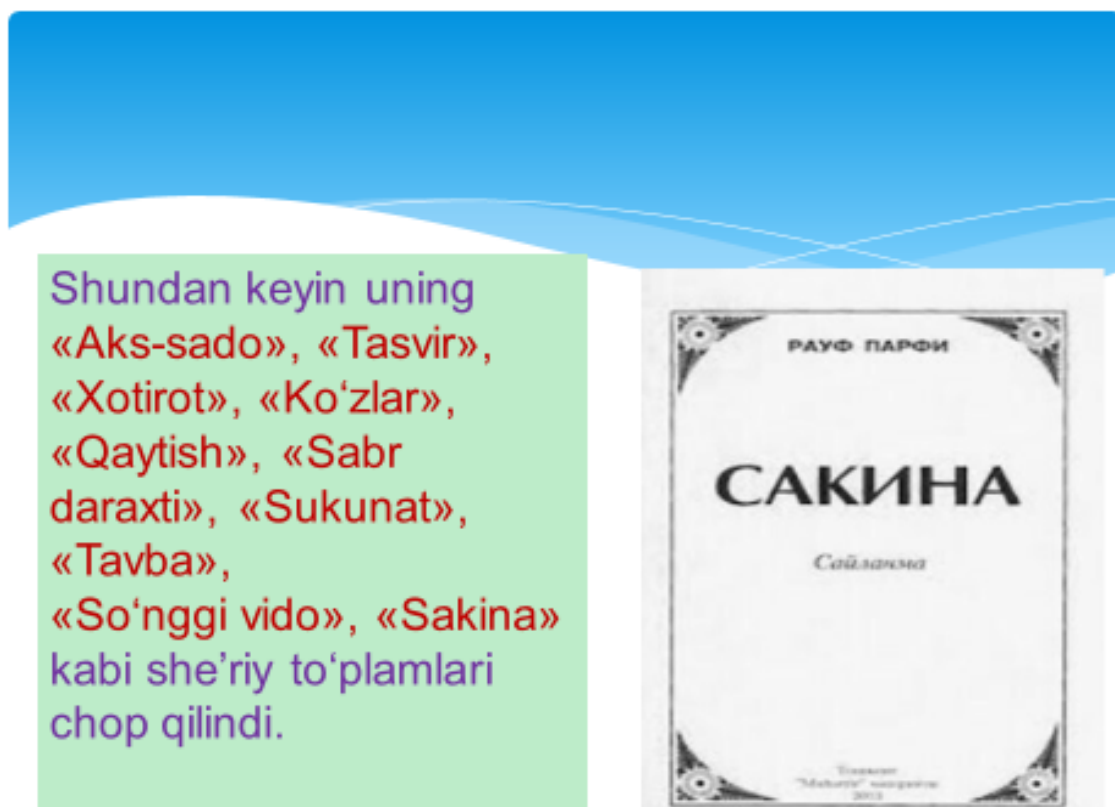 Shundan keyin uning
«Aks-sado», «Tasvir»,
«Xotirot», «Ko‘zlar»,
«Qaytish», «Sabr
daraxti», «Sukunat»,
«Tavba»,
«So‘nggi vido», «Sakina»
kabi she’riy to‘plamlari
chop qilindi.
РАУФ ПАРФИ
САКИНА
Сайланма